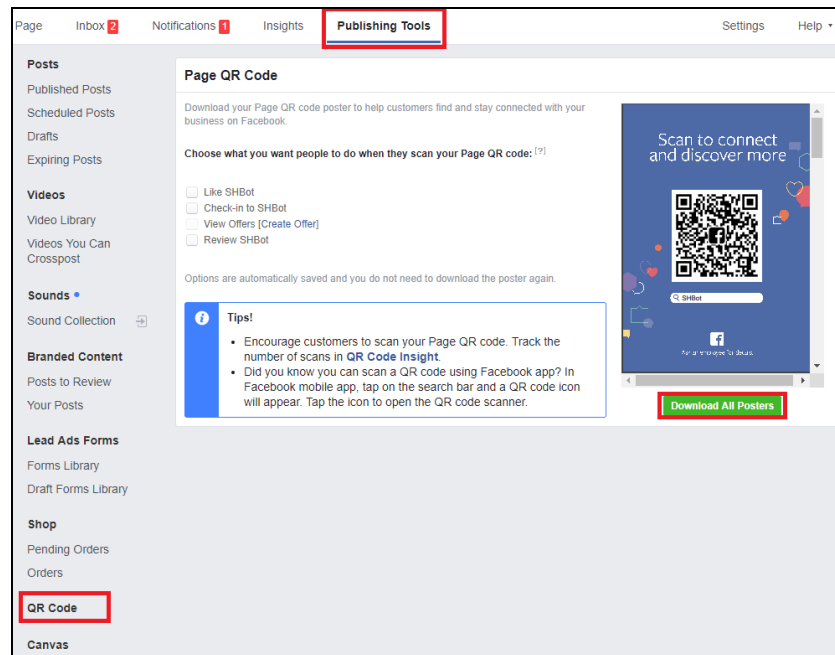 Page Inbox 2 Notifications 1 Insights Publishing Tools Settings Help
Posts
Published Posts
Scheduled Posts
Drafts
Expiring Posts
Videos
Video Library
Videos You Can
Crosspost
Sounds
Sound Collection
Branded Content
Posts to Review
Your Posts
Lead Ads Forms
Forms Library
Draft Forms Library
Shop
Pending Orders
Orders
QR Code
Canvas
Page QR Code
Download your Page QR code poster to help customers find and stay connected with your
business on Facebook.
Choose what you want people to do when they scan your Page QR code: [?]
Like SHBot
Check-in to SHBot
View Offers [Create Offer]
Review SHBot
Options are automatically saved and you do not need to download the poster again.
Tips!
• Encourage customers to scan your Page QR code. Track the
number of scans in QR Code Insight.
• Did you know you can scan a QR code using Facebook app? In
Facebook mobile app, tap on the search bar and a QR code icon
will appear. Tap the icon to open the QR code scanner.
Scan to connect
and discover more
SHBot
Ask an employee for details.
Download All Posters